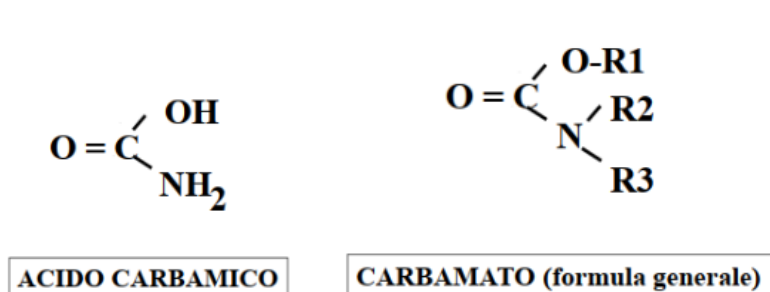 OH
O = C
NH2
ACIDO CARBAMICO
O-R1
O = C
R2
N
R3
CARBAMATO (formula generale)